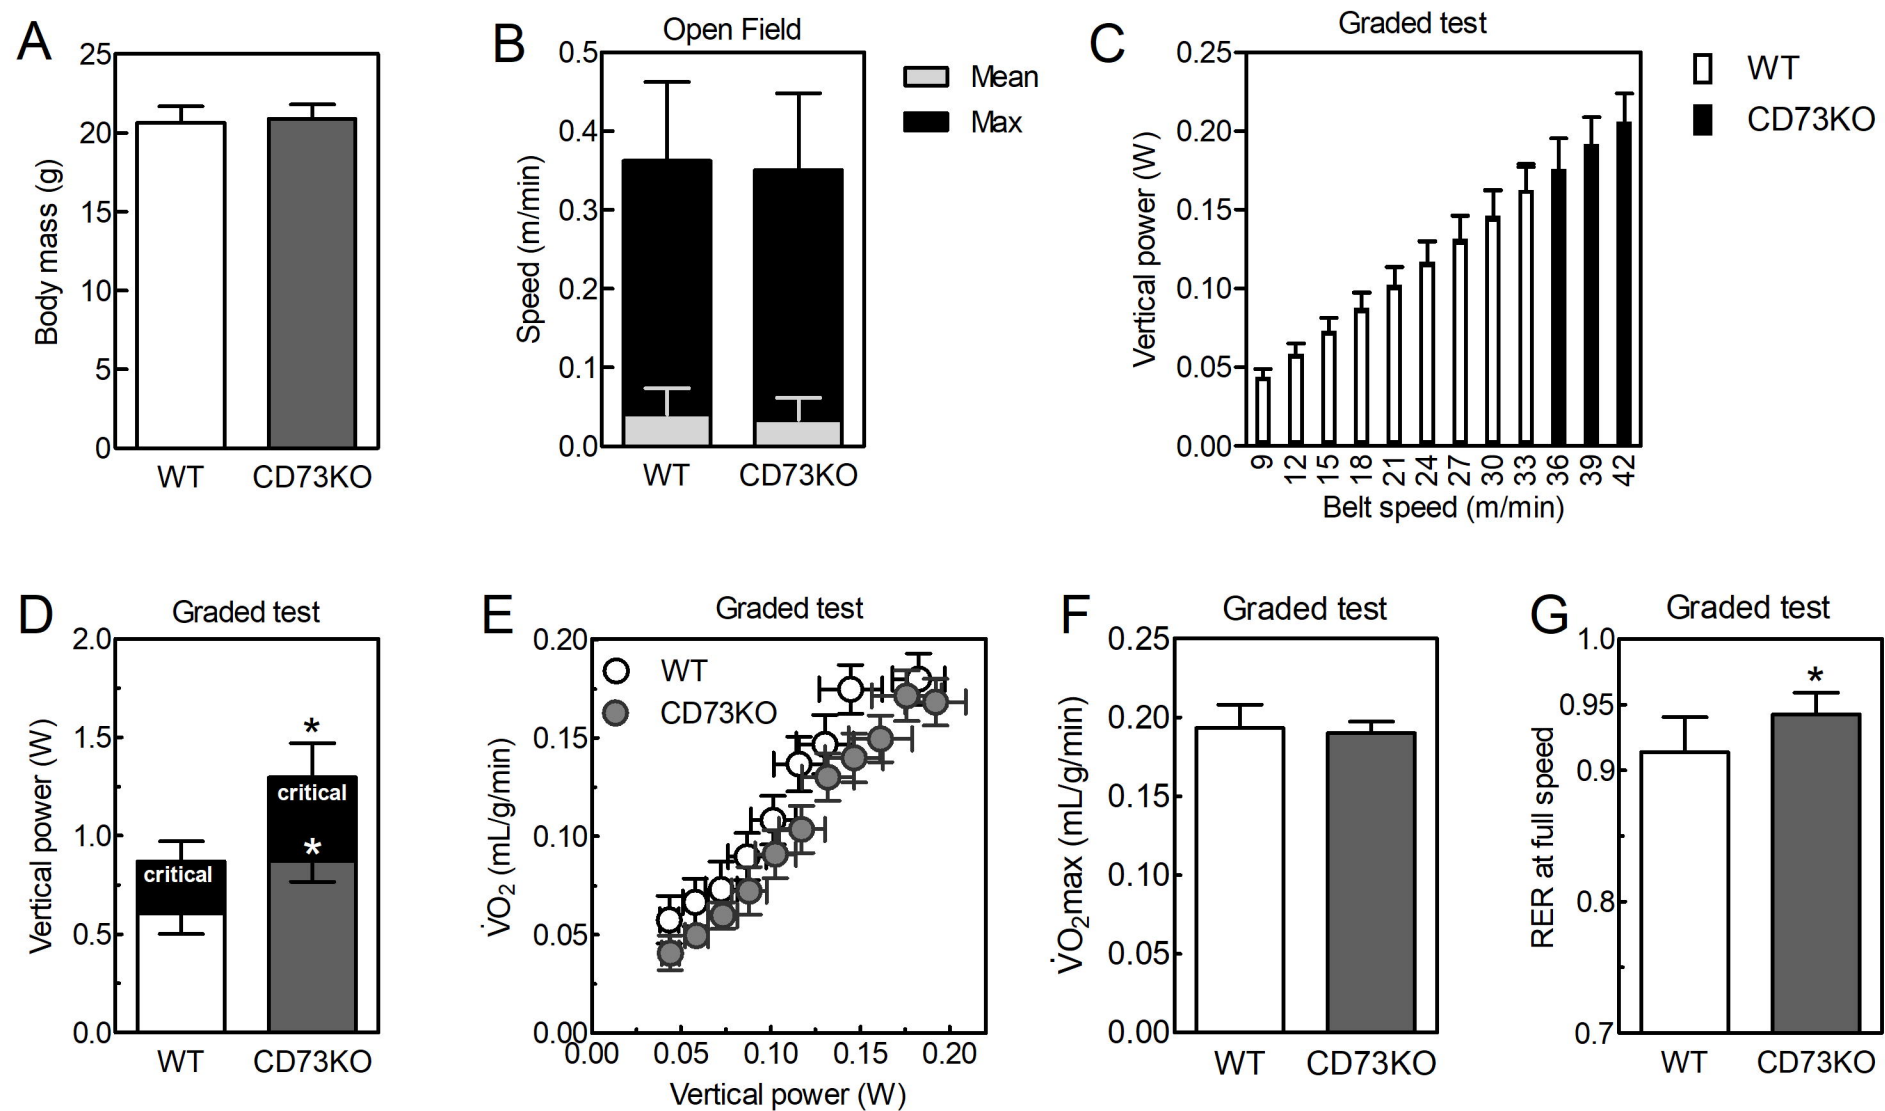 A
25
20
15
10
5
0
Body mass (g)
WT
CD73KO
B
Open Field
0.5
0.4
0.3
0.2
0.1
0.0
Speed (m/min)
WT
CD73KO
Mean
Max
C
Graded test
0.25
0.20
0.15
0.10
0.05
0.00
Vertical power (W)
9
12
15
18
21
24
27
30
33
36
39
42
Belt speed (m/min)
WT
CD73KO
D
Graded test
2.0
1.5
1.0
0.5
0.0
Vertical power (W)
critical
*
critical
*
WT
CD73KO
E
Graded test
0.20
0.15
0.10
0.05
0.00
V̇O₂ (mL/g/min)
WT
CD73KO
0.00
0.05
0.10
0.15
0.20
Vertical power (W)
F
Graded test
0.25
0.20
0.15
0.10
0.05
0.00
V̇O₂max (mL/g/min)
WT
CD73KO
G
Graded test
1.0
0.95
0.9
0.8
0.7
RER at full speed
*
WT
CD73KO